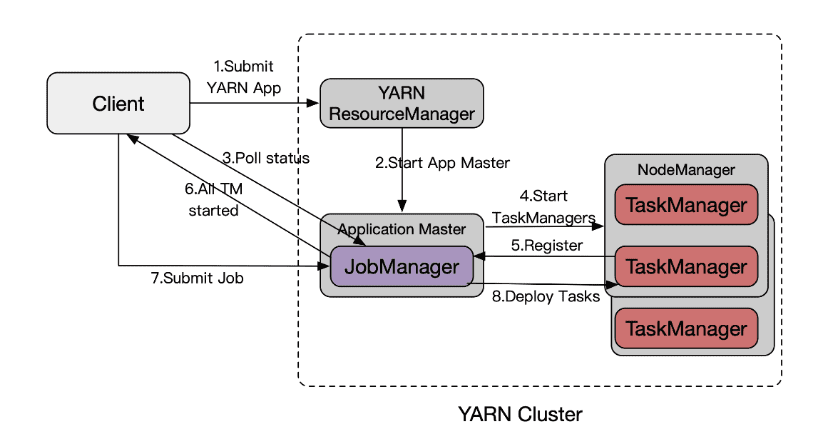 1.Submit
YARN App
Client
YARN
ResourceManager
3.Poll status
2.Start App Master
6.All TM
started
4.Start
TaskManagers
NodeManager
TaskManager
Application Master
JobManager
5.Register
TaskManager
7.Submit Job
8.Deploy Tasks
TaskManager
YARN Cluster